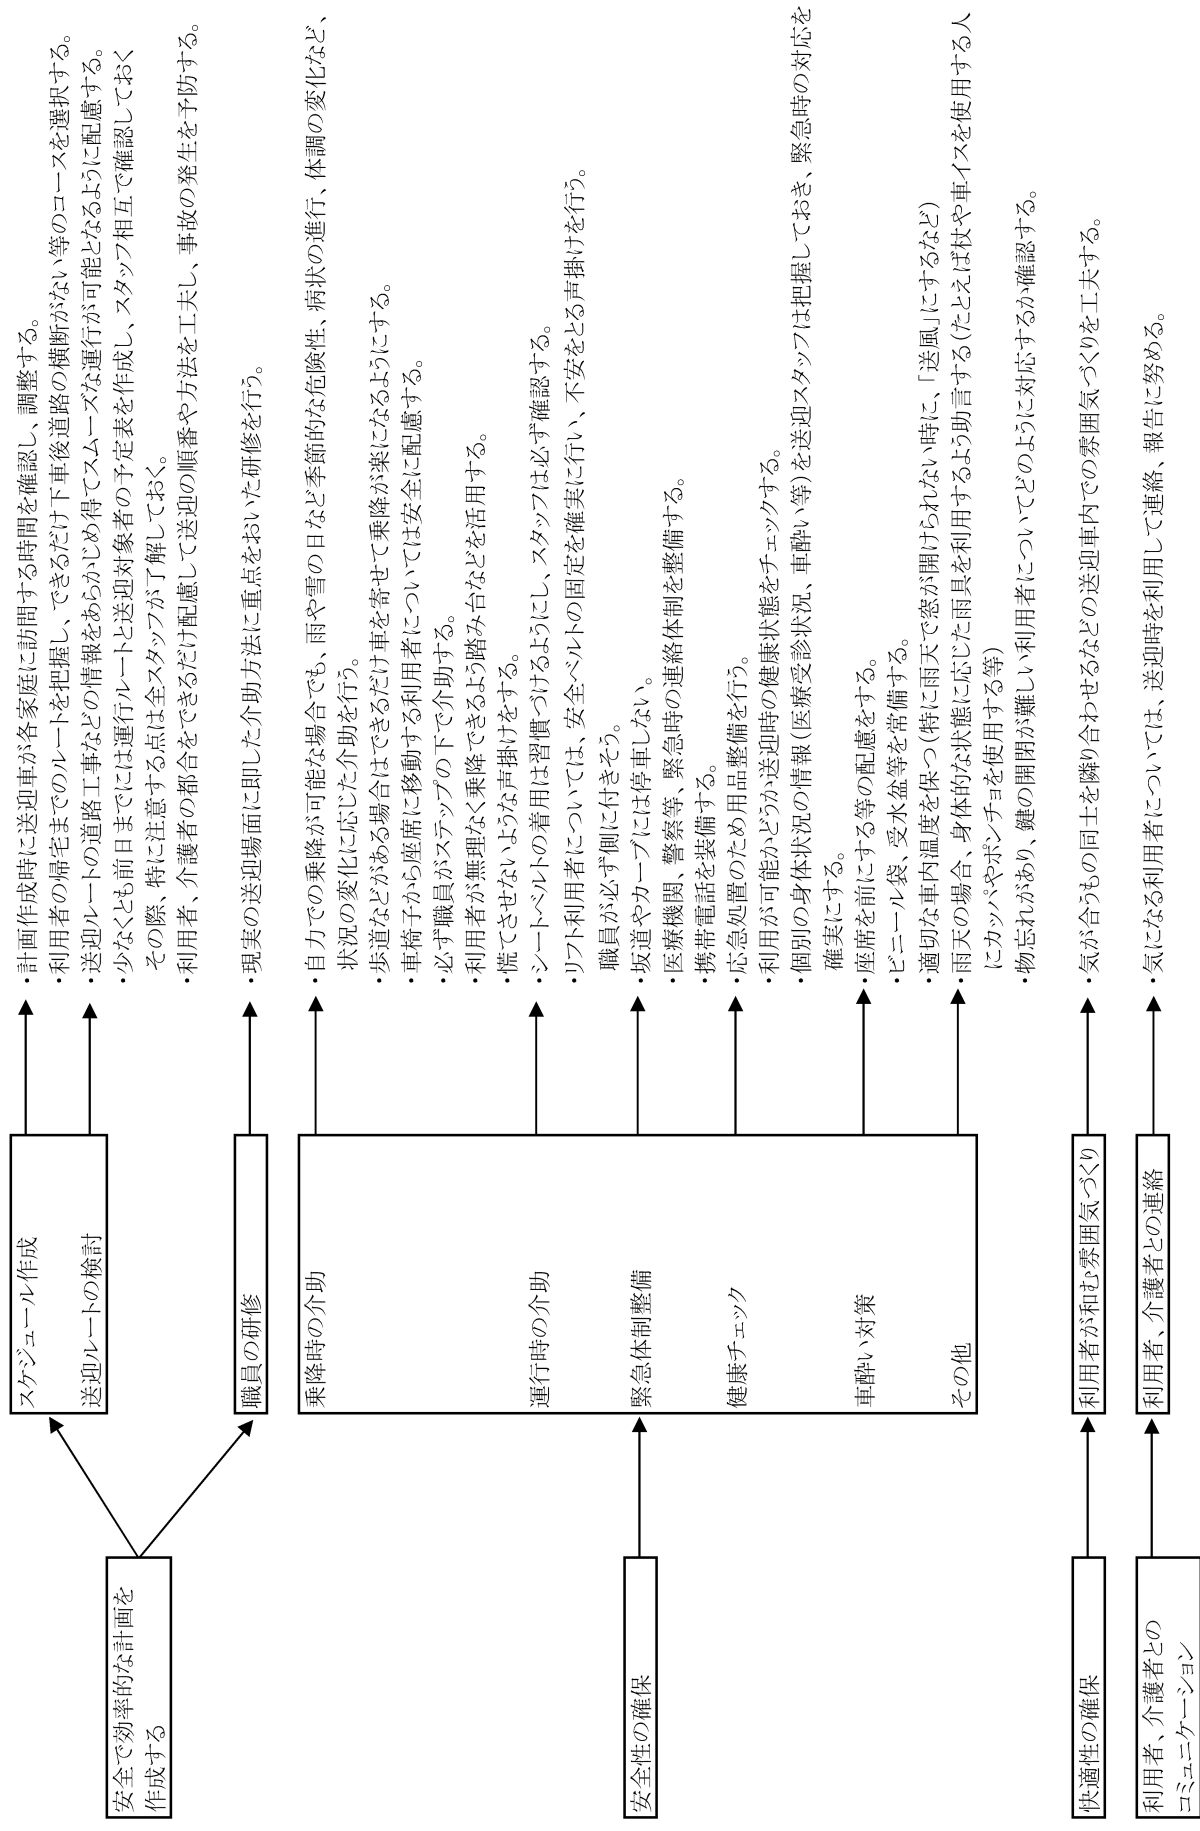 安全で効率的な計画を
作成する
スケジュール作成
送迎ルートの検討
・計画作成時に送迎車が各家庭に訪問する時間を確認し、調整する。
・利用者の帰宅までのルートを把握し、できるだけ下車後道路の横断がない等のコースを選択する。
・送迎ルートの道路工事などの情報をあらかじめ得てスムーズな運行が可能となるように配慮する。
・少なくとも前日までには運行ルートと送迎対象者の予定表を作成し、スタッフ相互で確認しておく
その際、特に注意する点は全スタッフが了解しておく。
・利用者、介護者の都合をできるだけ配慮して送迎の順番や方法を工夫し、事故の発生を予防する。
職員の研修
・現実の送迎場面に即した介助方法に重点をおいた研修を行う。
安全性の確保
乗降時の介助
・自力での乗降が可能な場合でも、雨や雪の日など季節的な危険性、病状の進行、体調の変化など、
状況の変化に応じた介助を行う。
・歩道などがある場合はできるだけ車を寄せて乗降が楽になるようにする。
・車椅子から座席に移動する利用者については安全に配慮する。
・必ず職員がステップの下で介助する。
・利用者が無理なく乗降できるよう踏み台などを活用する。
・慌てさせないような声掛けをする。
運行時の介助
・シートベルトの着用は習慣づけるようにし、スタッフは必ず確認する。
・リフト利用者については、安全ベルトの固定を確実に行い、不安をとる声掛けを行う。
職員が必ず側に付きそう。
・坂道やカーブには停車しない。
緊急体制整備
・医療機関、警察等、緊急時の連絡体制を整備する。
・携帯電話を装備する。
・応急処置のため用品整備を行う。
健康チェック
・利用が可能かどうか送迎時の健康状態をチェックする。
・個別の身体状況の情報(医療受診状況、車酔い等)を送迎スタッフは把握しておき、緊急時の対応を
確実にする。
車酔い対策
・座席を前にする等の配慮をする。
・ビニール袋、受水盆等を常備する。
・適切な車内温度を保つ(特に雨天で窓が開けられない時に、「送風」にするなど)
その他
・雨天の場合、身体的な状態に応じた雨具を利用するよう助言する(たとえば杖や車イスを使用する人
にカッパやポンチョを使用する等)
・物忘れがあり、鍵の開閉が難しい利用者についてどのように対応するか確認する。
快適性の確保
利用者が和む雰囲気づくり
・気が合うもの同士を隣り合わせるなどの送迎車内での雰囲気づくりを工夫する。
利用者、介護者との
コミュニケーション
利用者、介護者との連絡
・気になる利用者については、送迎時を利用して連絡、報告に努める。